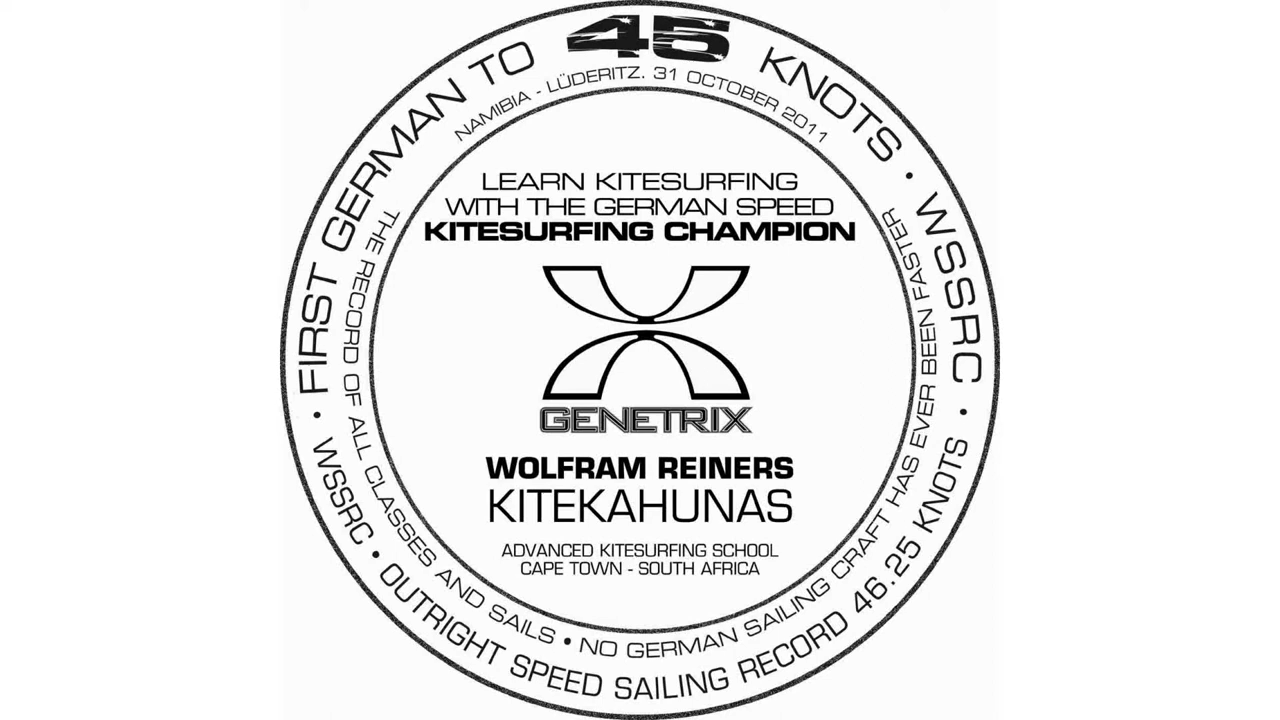 • FIRST GERMAN TO 45 KNOTS • WSSRC
NAMIBIA - LÜDERITZ. 31 OCTOBER 2011
LEARN KITESURFING
WITH THE GERMAN SPEED
KITESURFING CHAMPION
GENETRIX
WOLFRAM REINERS
KITEKAHUNAS
ADVANCED KITESURFING SCHOOL
CAPE TOWN - SOUTH AFRICA
THE RECORD OF ALL CLASSES AND SAILS • NO GERMAN SAILING CRAFT HAS EVER BEEN FASTER
WSSRC • OUTRIGHT SPEED SAILING RECORD 46.25 KNOTS •